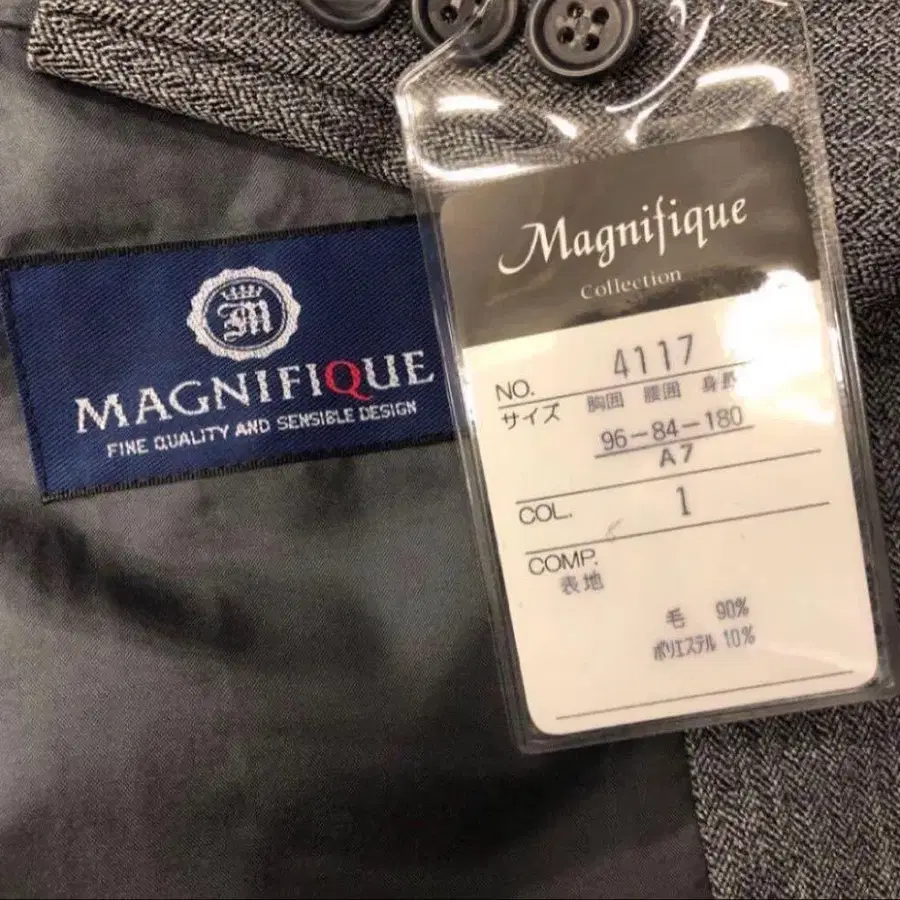 M
MAGNIFIQUE
FINE QUALITY AND SENSIBLE DESIGN
Magnifique
Collection
NO. 4117
サイズ 胸囲 腰囲 身長
96-84-180
A7
COL. 1
COMP.
表地
毛 90%
ポリエステル 10%